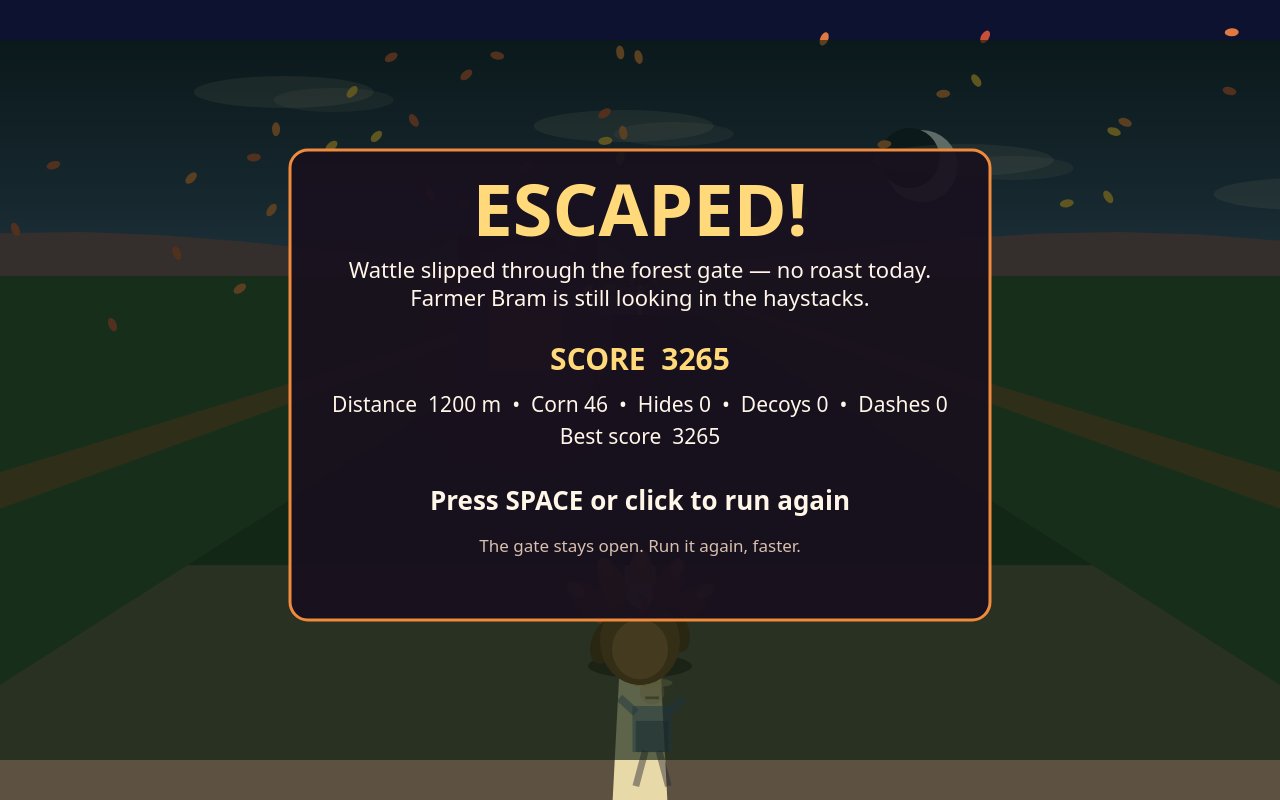 ESCAPED!
Wattle slipped through the forest gate — no roast today.
Farmer Bram is still looking in the haystacks.
SCORE 3265
Distance 1200 m • Corn 46 • Hides 0 • Decoys 0 • Dashes 0
Best score 3265
Press SPACE or click to run again
The gate stays open. Run it again, faster.